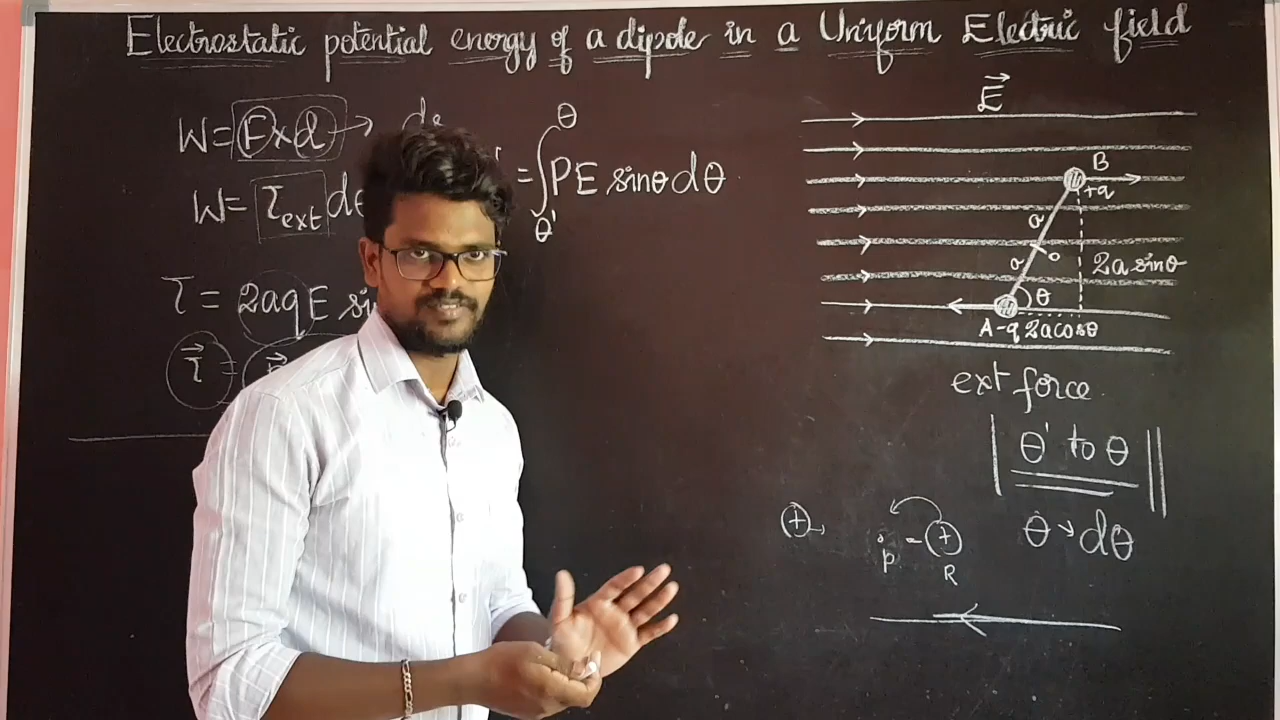 Electrostatic potential energy of a dipole in a Uniform Electric field
W = F x d → dθ
W = τext dθ
= ∫θ'θ PE sinθ dθ
τ = 2aqE
τ⃗ =
E⃗
B
+q
a
o
a
2a sinθ
θ
A -q 2a cosθ
ext force
θ' to θ
θ → dθ
+
P - +
R